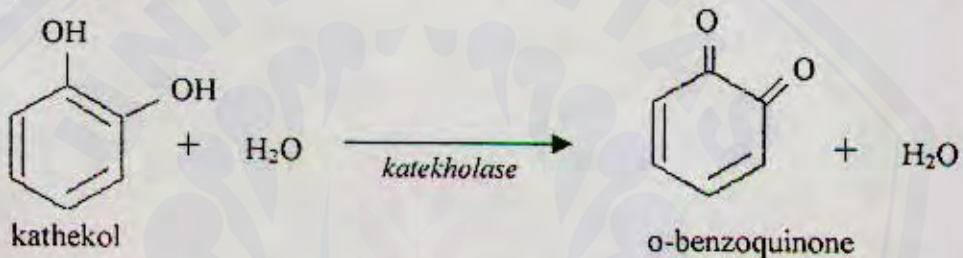 OH
OH
O
O
+ H₂O
katekholase
+ H₂O
kathekol
o-benzoquinone